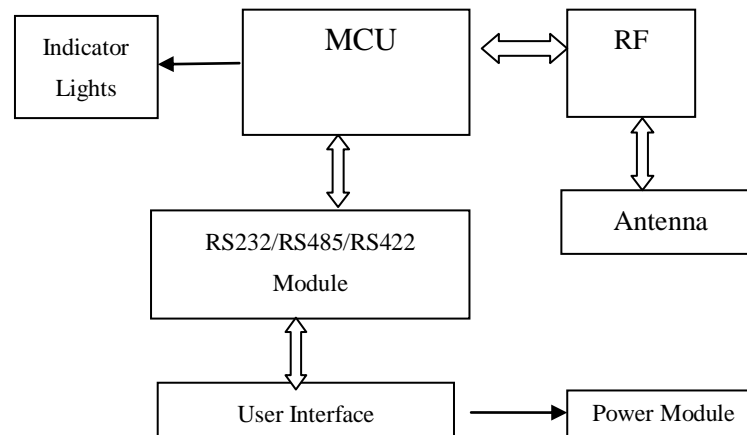 Indicator
Lights
MCU
RF
Antenna
RS232/RS485/RS422
Module
User Interface
Power Module